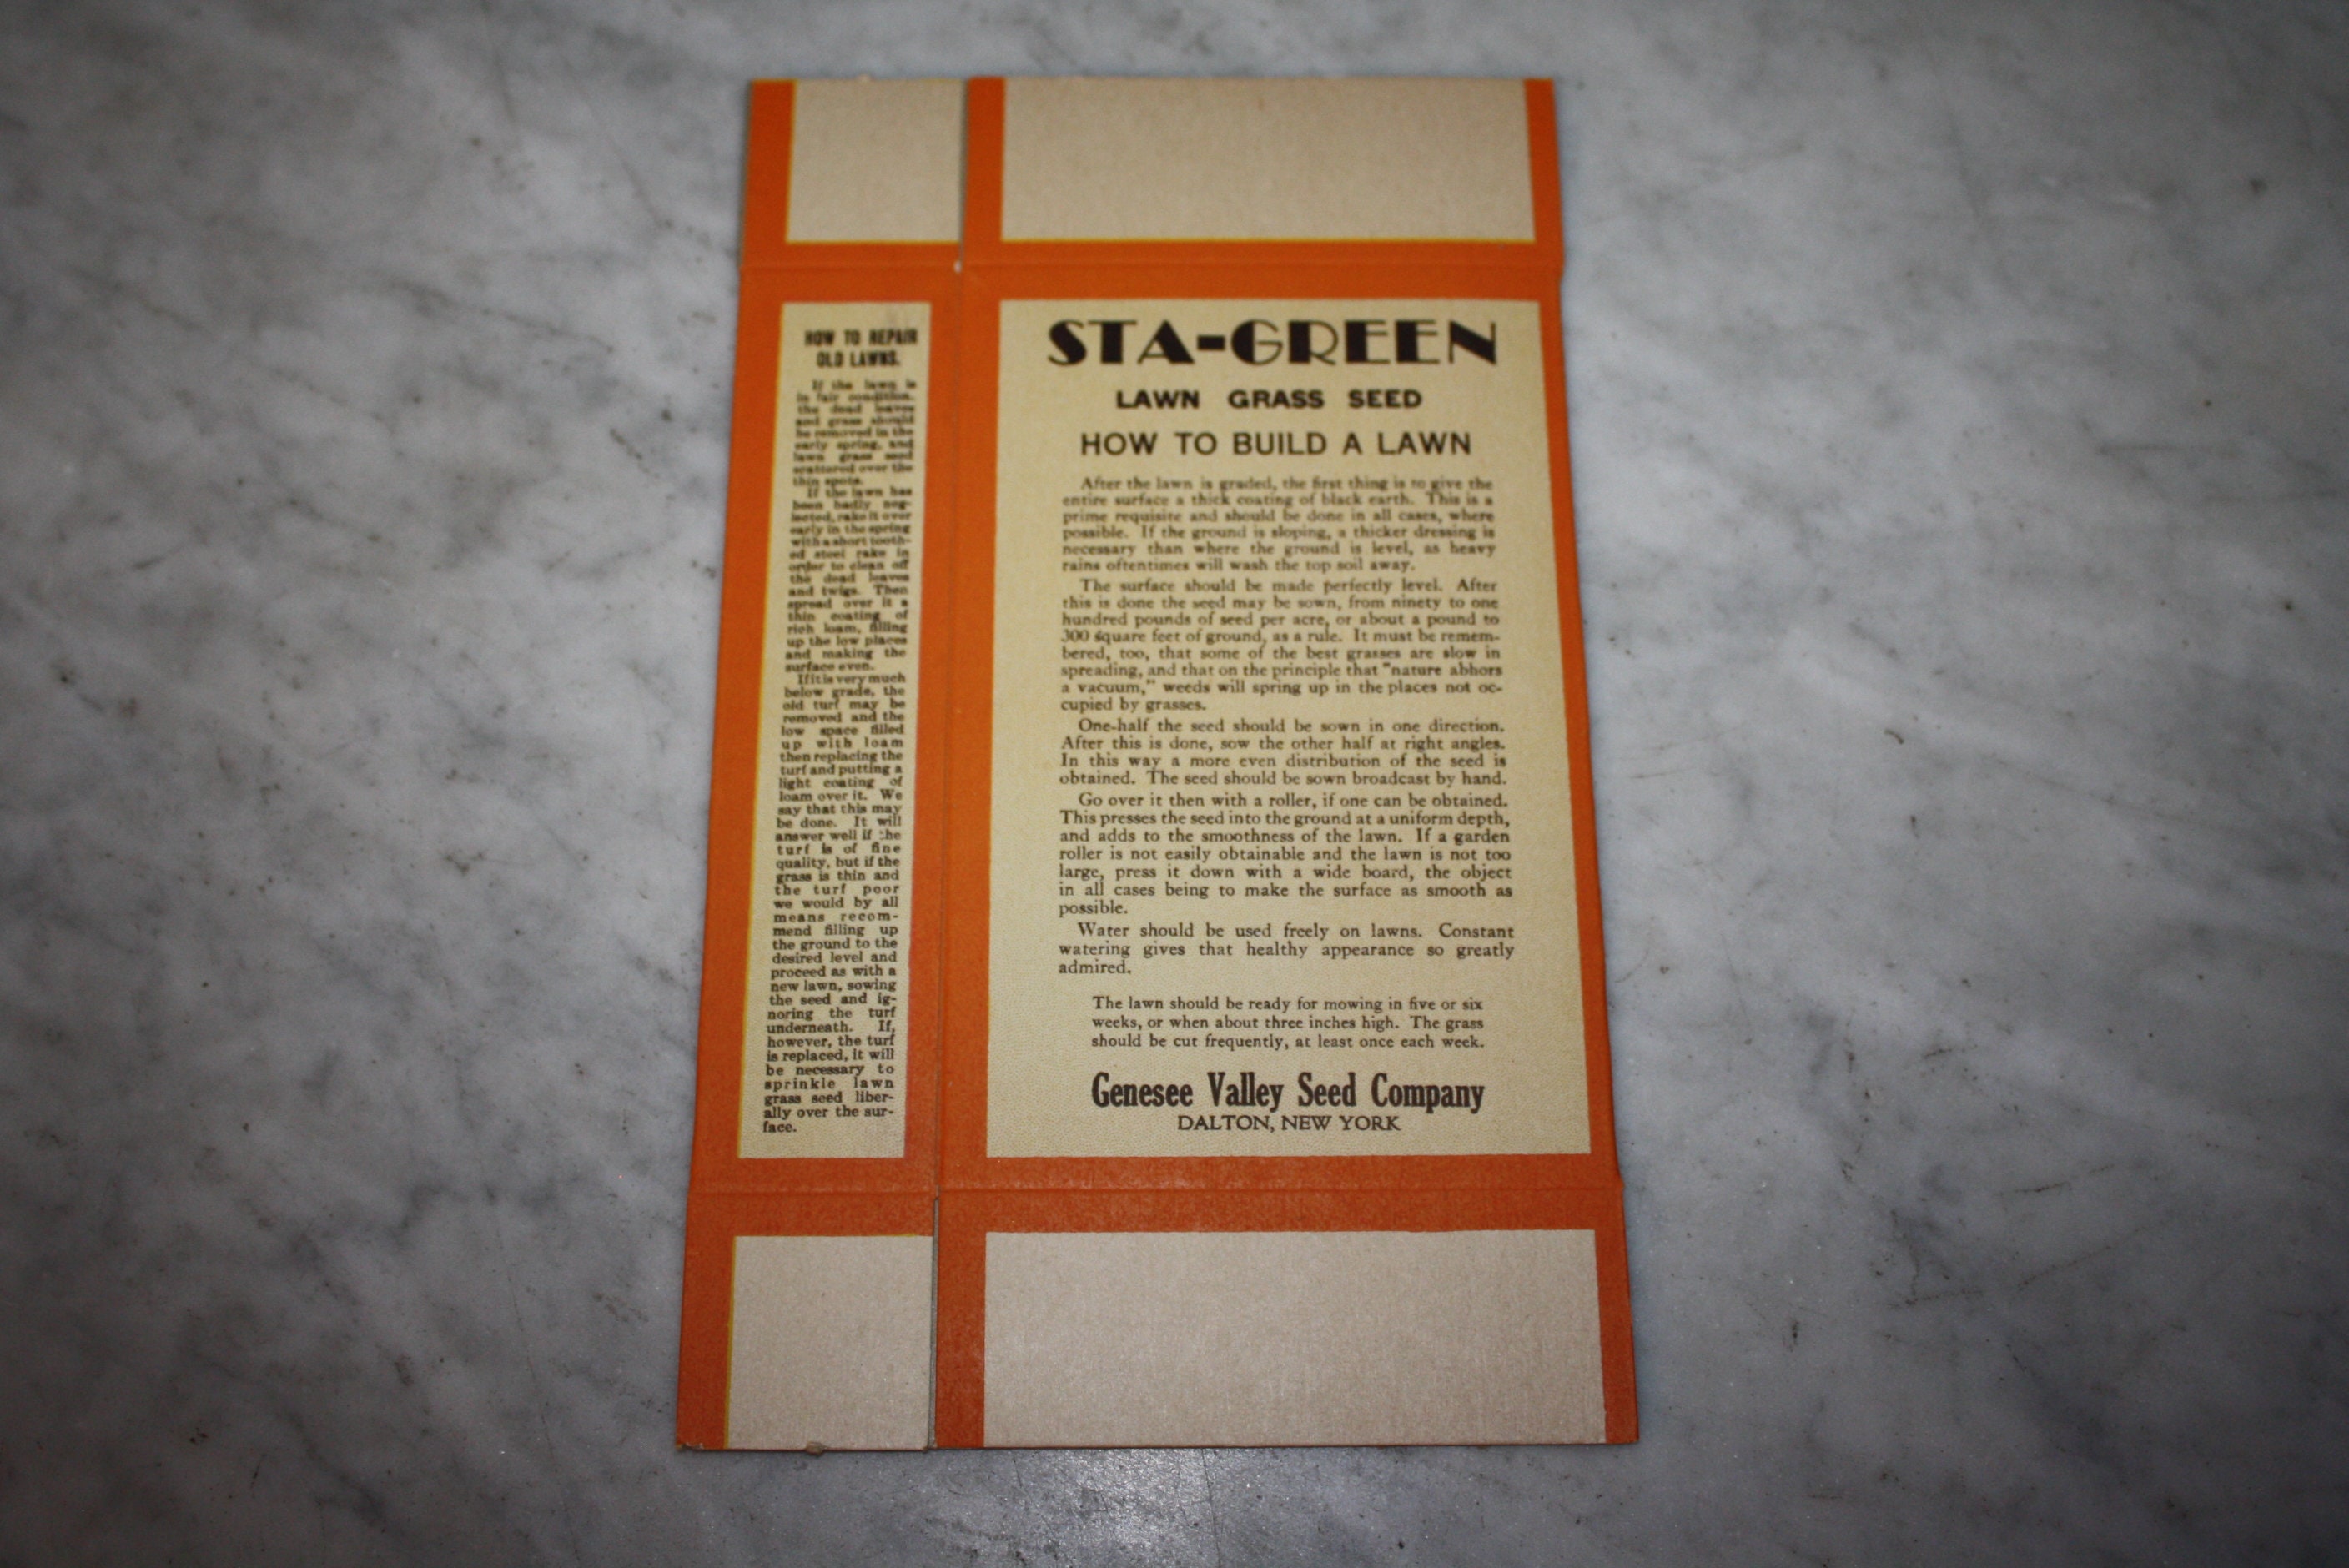 HOW TO REPAIR
OLD LAWNS.
If the lawn is
in fair condition,
the dead leaves
and grass should
be removed in the
early spring, and
lawn grass seed
scattered over the
thin spots.
If the lawn has
been badly neg-
lected, rake it over
early in the spring
with a short tooth-
ed steel rake in
order to clean off
the dead leaves
and twigs. Then
spread over it a
thin coating of
rich loam, filling
up the low places
and making the
surface even.
If it is very much
below grade, the
old turf may be
removed and the
low space filled
up with loam
then replacing the
turf and putting a
light coating of
loam over it. We
say that this may
be done. It will
answer well if the
turf is of fine
quality, but if the
grass is thin and
the turf poor
we would by all
means recom-
mend filling up
the ground to the
desired level and
proceed as with a
new lawn, sowing
the seed and ig-
noring the turf
underneath. If,
however, the turf
is replaced, it will
be necessary to
sprinkle lawn
grass seed liber-
ally over the sur-
face.
STA-GREEN
LAWN GRASS SEED
HOW TO BUILD A LAWN
After the lawn is graded, the first thing is to give the
entire surface a thick coating of black earth. This is a
prime requisite and should be done in all cases, where
possible. If the ground is sloping, a thicker dressing is
necessary than where the ground is level, as heavy
rains oftentimes will wash the top soil away.
The surface should be made perfectly level. After
this is done the seed may be sown, from ninety to one
hundred pounds of seed per acre, or about a pound to
300 square feet of ground, as a rule. It must be remem-
bered, too, that some of the best grasses are slow in
spreading, and that on the principle that "nature abhors
a vacuum," weeds will spring up in the places not oc-
cupied by grasses.
One-half the seed should be sown in one direction.
After this is done, sow the other half at right angles.
In this way a more even distribution of the seed is
obtained. The seed should be sown broadcast by hand.
Go over it then with a roller, if one can be obtained.
This presses the seed into the ground at a uniform depth,
and adds to the smoothness of the lawn. If a garden
roller is not easily obtainable and the lawn is not too
large, press it down with a wide board, the object
in all cases being to make the surface as smooth as
possible.
Water should be used freely on lawns. Constant
watering gives that healthy appearance so greatly
admired.
The lawn should be ready for mowing in five or six
weeks, or when about three inches high. The grass
should be cut frequently, at least once each week.
Genesee Valley Seed Company
DALTON, NEW YORK